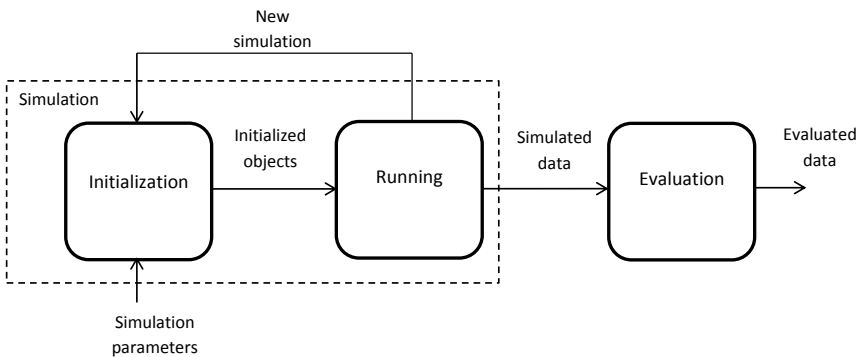 New
simulation
Simulation
Initialization
Initialized
objects
Running
Simulated
data
Evaluation
Evaluated
data
Simulation
parameters